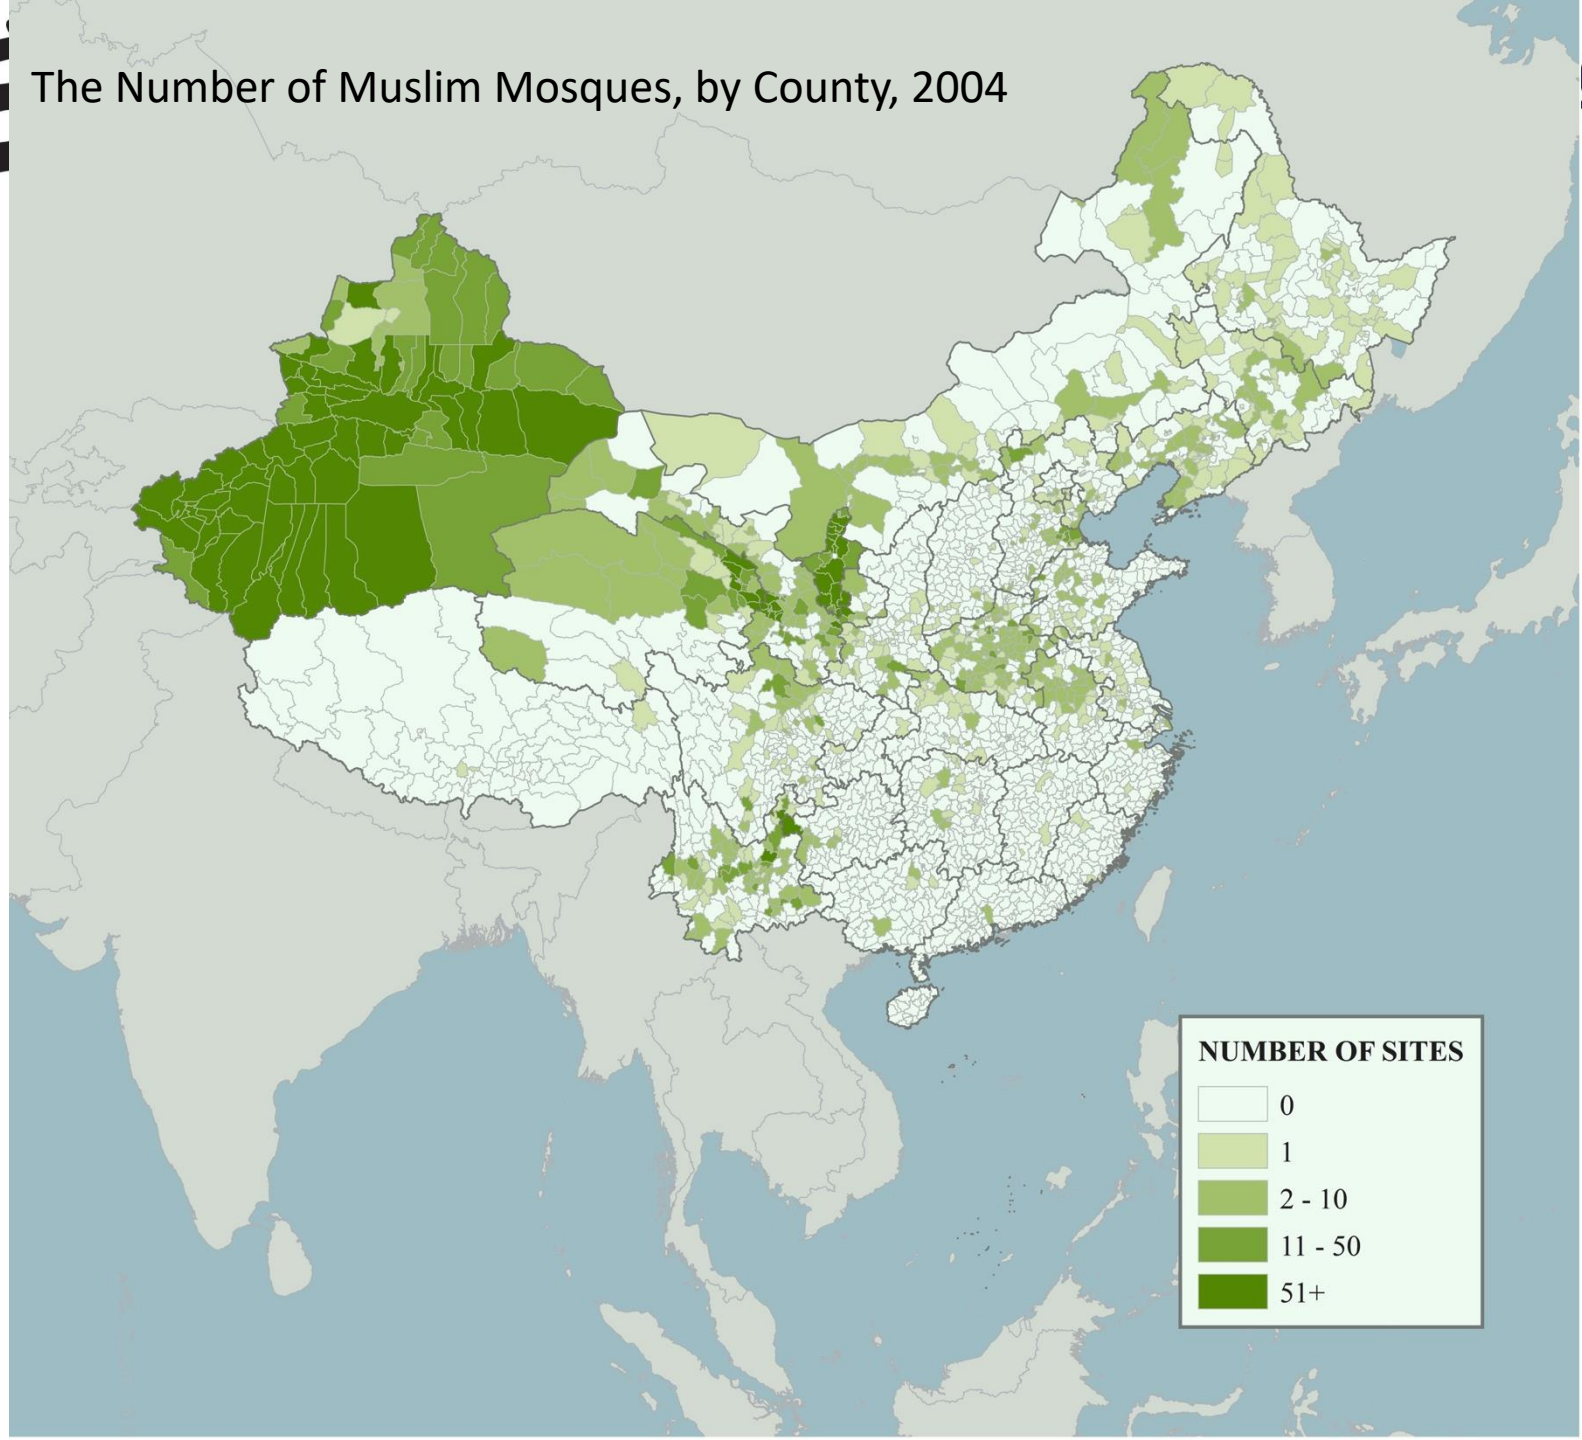 The Number of Muslim Mosques, by County, 2004
NUMBER OF SITES
0
1
2 - 10
11 - 50
51+